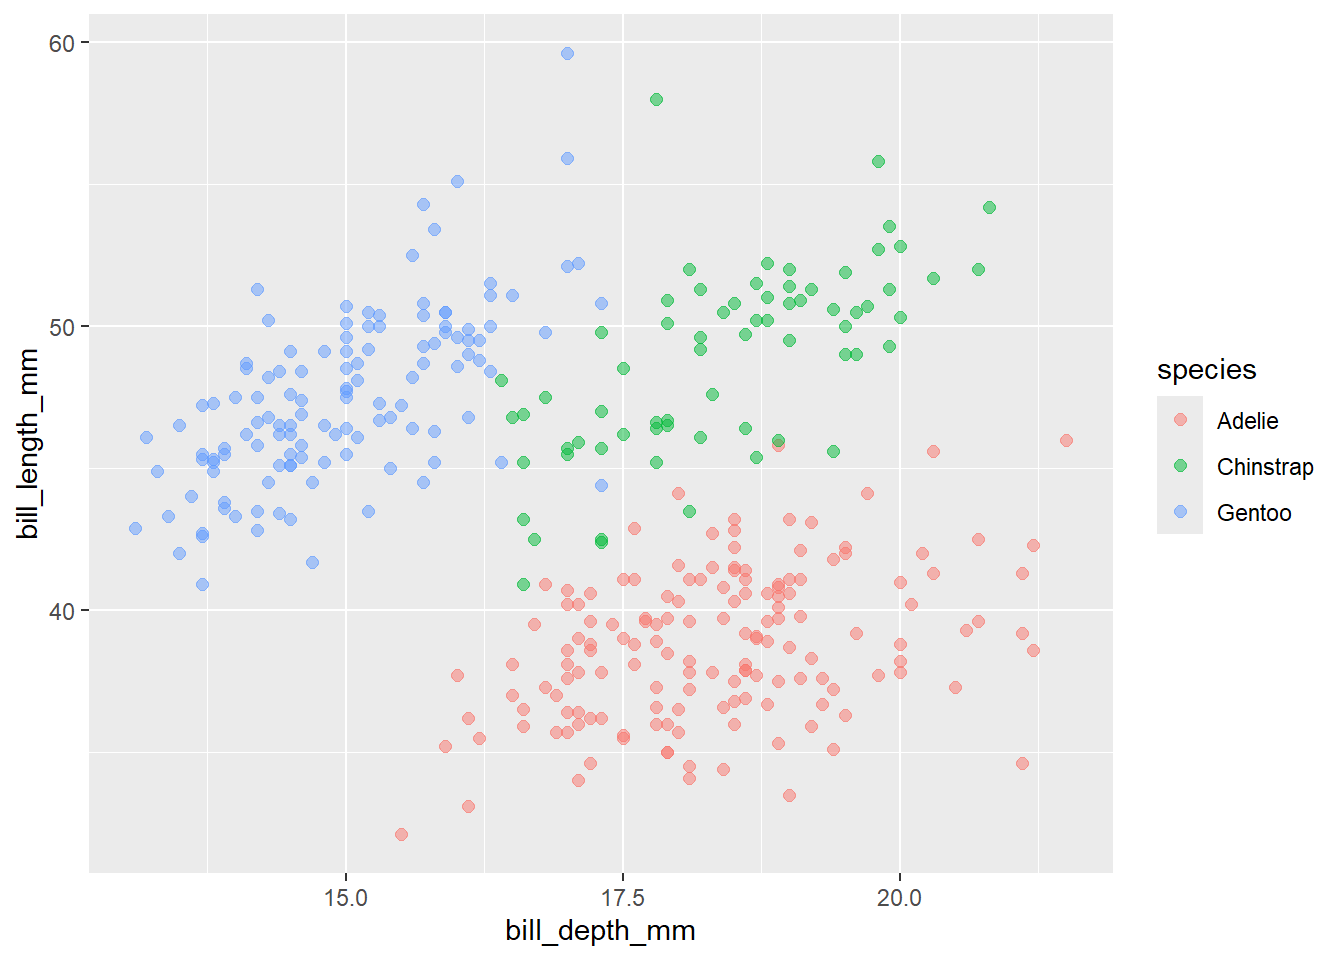 60
50
40
bill_length_mm
15.0
17.5
20.0
bill_depth_mm
species
Adelie
Chinstrap
Gentoo